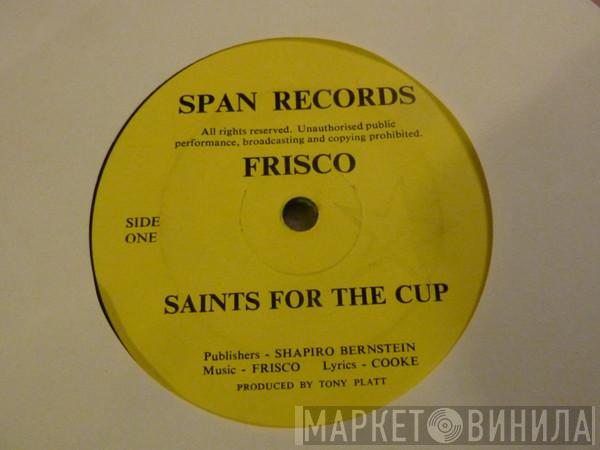 SPAN RECORDS
All rights reserved. Unauthorised public
performance, broadcasting and copying prohibited.
FRISCO
SIDE
ONE
SAINTS FOR THE CUP
Publishers - SHAPIRO BERNSTEIN
Music - FRISCO Lyrics - COOKE
PRODUCED BY TONY PLATT
МАРКЕТ ВИНИЛА